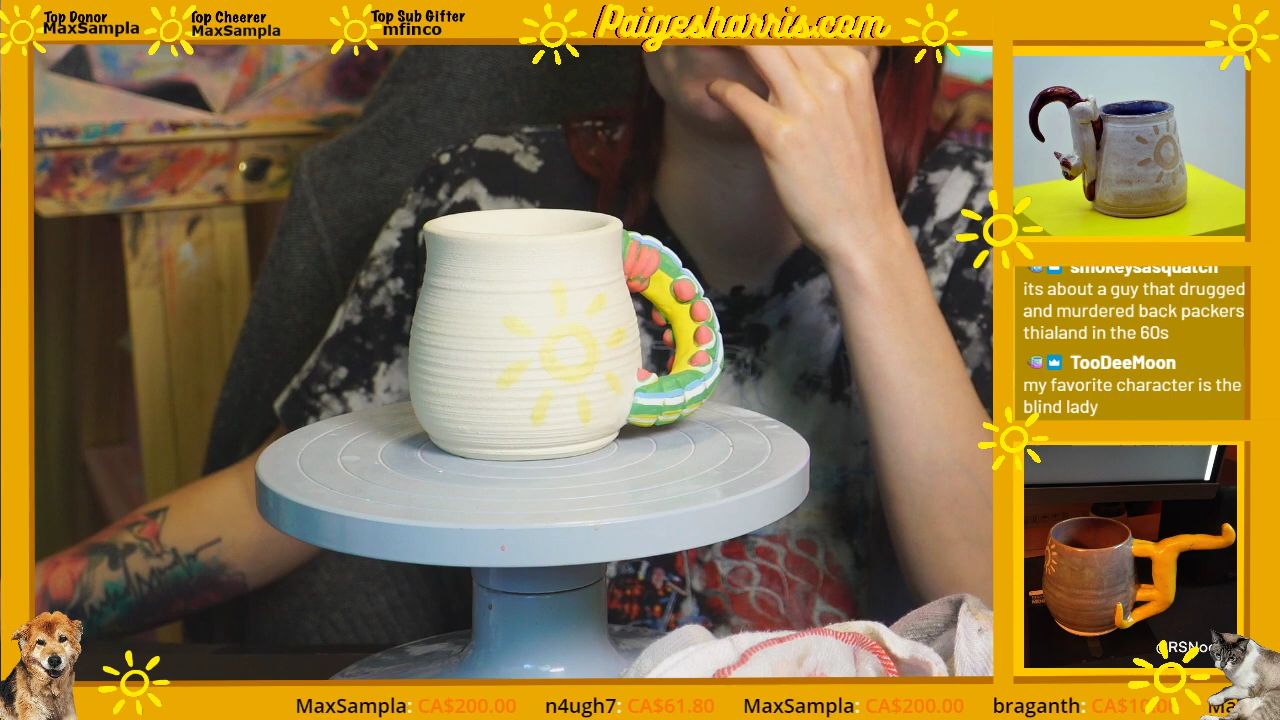 Top Donor
MaxSampla
Top Cheerer
MaxSampla
Top Sub Gifter
mfinco
Paigesharris.com
smokeysasquatch
its about a guy that drugged
and murdered back packers
thialand in the 60s
TooDeeMoon
my favorite character is the
blind lady
MaxSampla: CA$200.00 n4ugh7: CA$61.80 MaxSampla: CA$200.00 braganth: CA$10